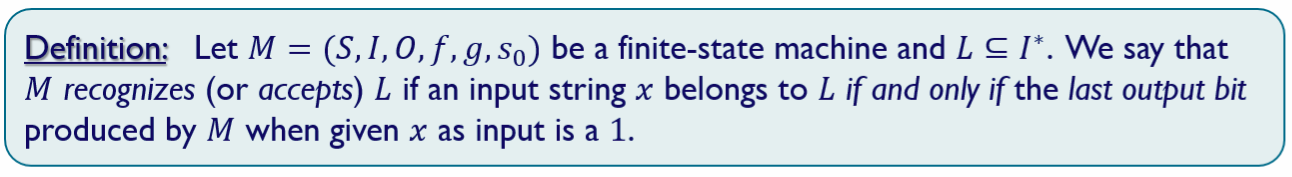 Definition: Let M = (S, I, O, f, g, s₀) be a finite-state machine and L ⊆ I*. We say that
M recognizes (or accepts) L if an input string x belongs to L if and only if the last output bit
produced by M when given x as input is a 1.